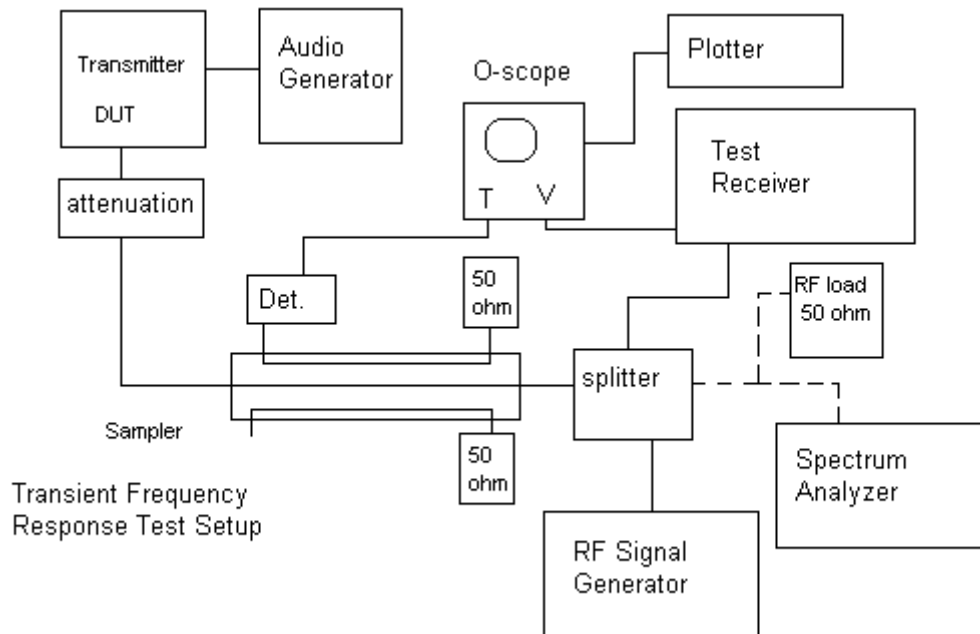 Transmitter
DUT
Audio
Generator
O-scope
Plotter
T V
Test
Receiver
attenuation
Det.
50
ohm
RF load
50 ohm
splitter
Sampler
50
ohm
Transient Frequency
Response Test Setup
RF Signal
Generator
Spectrum
Analyzer